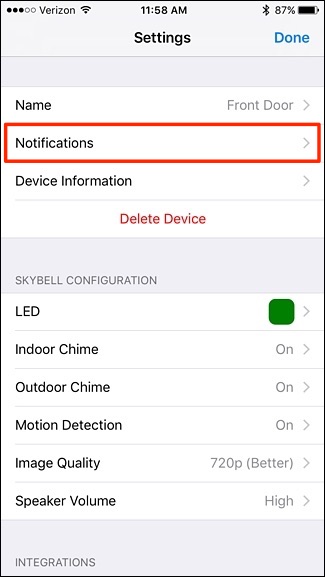 Verizon 11:58 AM 87%
Settings Done
Name Front Door
Notifications
Device Information
Delete Device
SKYBELL CONFIGURATION
LED
Indoor Chime On
Outdoor Chime On
Motion Detection On
Image Quality 720p (Better)
Speaker Volume High
INTEGRATIONS